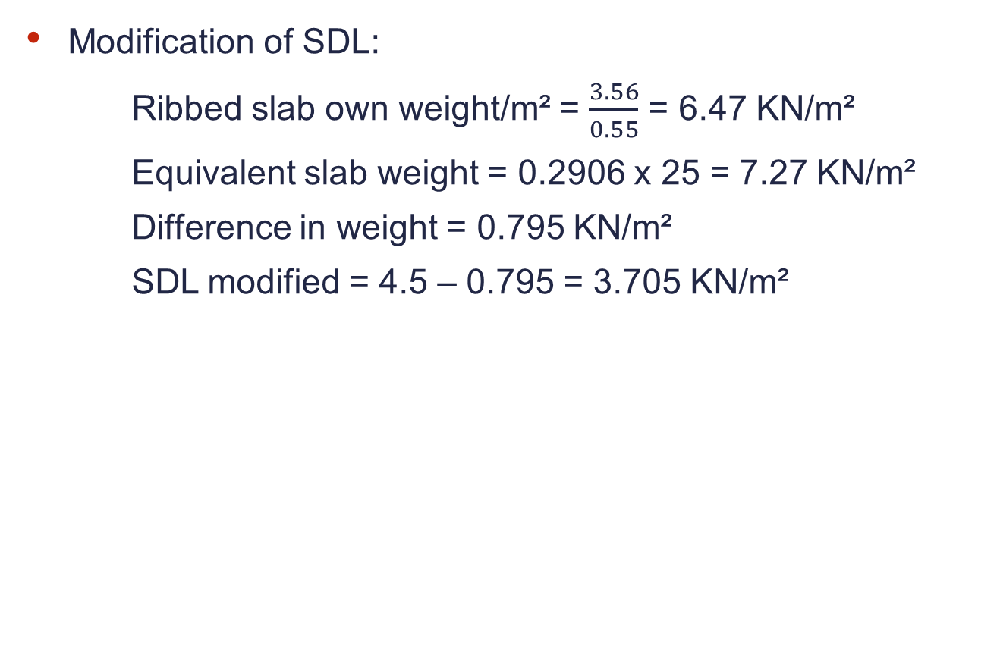 • Modification of SDL:
Ribbed slab own weight/m² = 3.56/0.55 = 6.47 KN/m²
Equivalent slab weight = 0.2906 x 25 = 7.27 KN/m²
Difference in weight = 0.795 KN/m²
SDL modified = 4.5 – 0.795 = 3.705 KN/m²